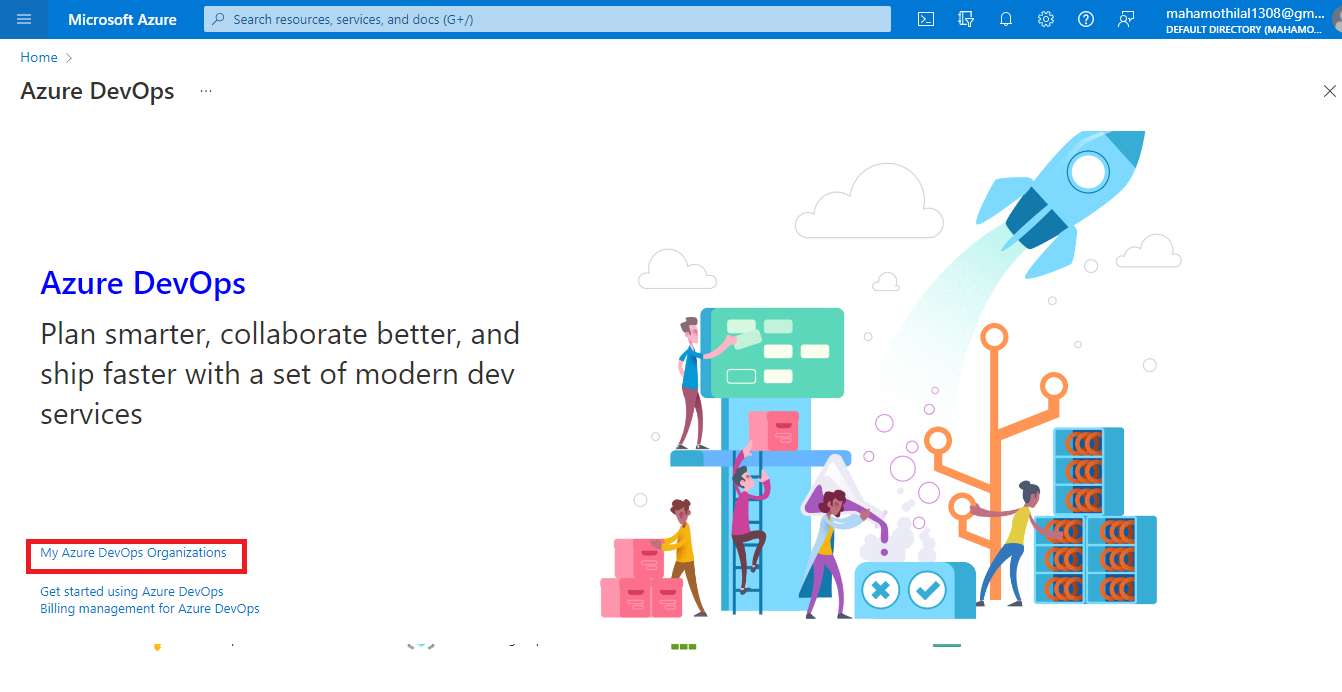 Microsoft Azure
Search resources, services, and docs (G+/)
mahamothilal1308@gm...
DEFAULT DIRECTORY (MAHAMO...
Home
Azure DevOps
...
Azure DevOps
Plan smarter, collaborate better, and
ship faster with a set of modern dev
services
My Azure DevOps Organizations
Get started using Azure DevOps
Billing management for Azure DevOps